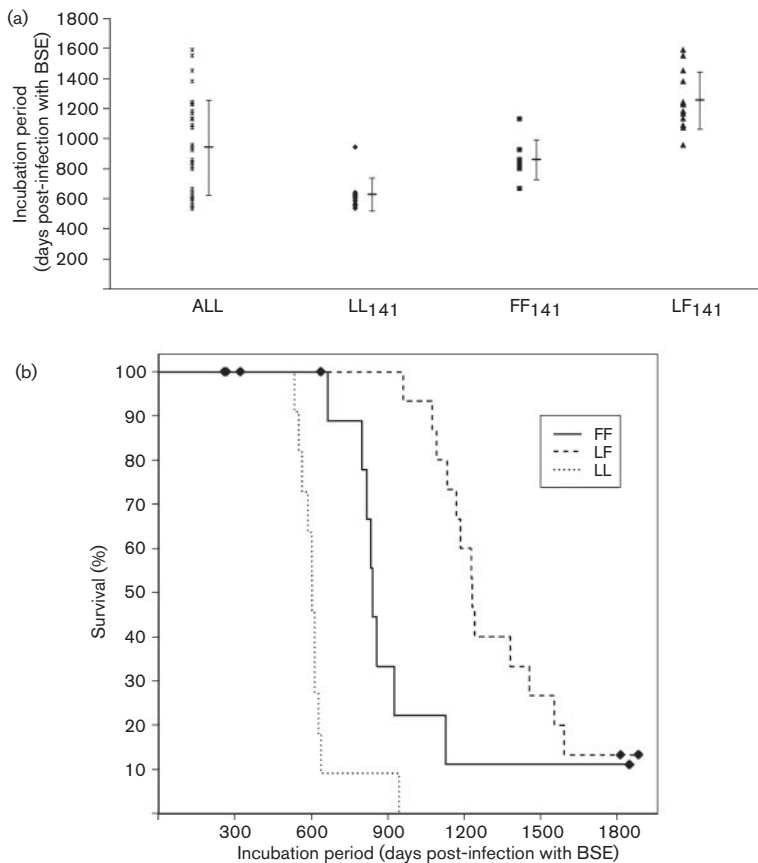 (a)
1800
1600
1400
1200
1000
800
600
400
200
Incubation period
(days post-infection with BSE)
ALL LL141 FF141 LF141
(b)
100
90
80
70
60
50
40
30
20
10
Survival (%)
FF
LF
LL
300 600 900 1200 1500 1800
Incubation period (days post-infection with BSE)